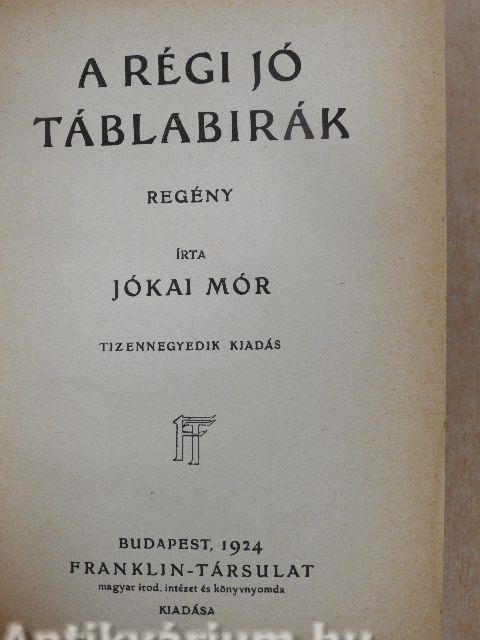 A RÉGI JÓ
TÁBLABIRÁK
REGÉNY
ÍRTA
JÓKAI MÓR
TIZENNEGYEDIK KIADÁS
FT
BUDAPEST, 1924
FRANKLIN-TÁRSULAT
magyar irod. intézet és könyvnyomda
KIADÁSA
Antikvárium.hu